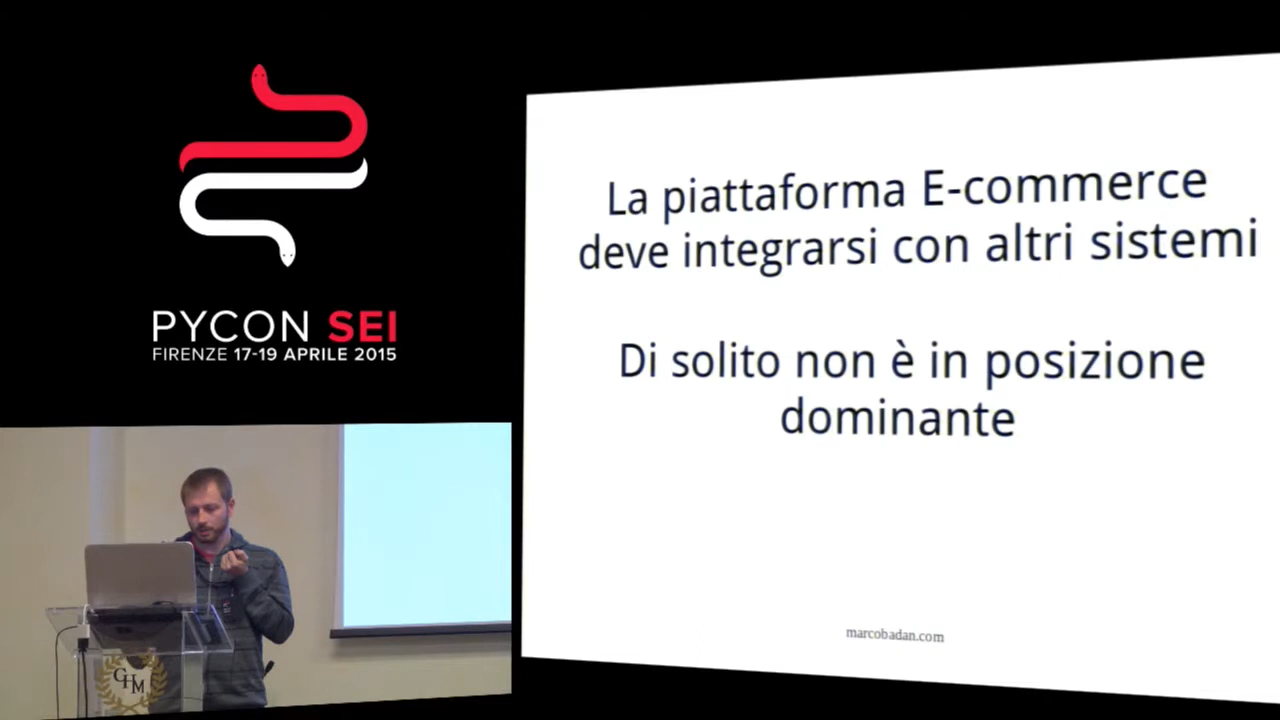 PYCON SEI
FIRENZE 17-19 APRILE 2015
La piattaforma E-commerce
deve integrarsi con altri sistemi
Di solito non è in posizione
dominante
marcobadan.com
GHM